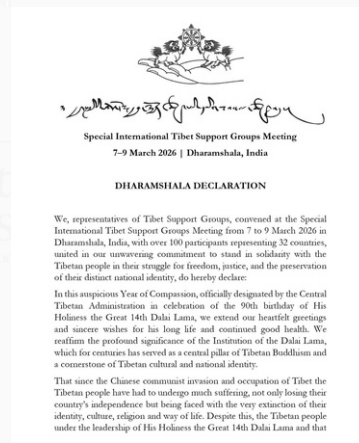 Special International Tibet Support Groups Meeting
7–9 March 2026 | Dharamshala, India
DHARAMSHALA DECLARATION
We, representatives of Tibet Support Groups, convened at the Special
International Tibet Support Groups Meeting from 7 to 9 March 2026 in
Dharamshala, India, with over 100 participants representing 32 countries,
united in our unwavering commitment to stand in solidarity with the
Tibetan people in their struggle for freedom, justice, and the preservation
of their distinct national identity, do hereby declare:
In this auspicious Year of Compassion, officially designated by the Central
Tibetan Administration in celebration of the 90th birthday of His
Holiness the Great 14th Dalai Lama, we extend our heartfelt greetings
and sincere wishes for his long life and continued good health. We
reaffirm the profound significance of the Institution of the Dalai Lama,
which for centuries has served as a central pillar of Tibetan Buddhism and
a cornerstone of Tibetan cultural and national identity.
That since the Chinese communist invasion and occupation of Tibet the
Tibetan people have had to undergo much suffering, not only losing their
country's independence but being faced with the very extinction of their
identity, culture, religion and way of life. Despite this, the Tibetan people
under the leadership of His Holiness the Great 14th Dalai Lama and that